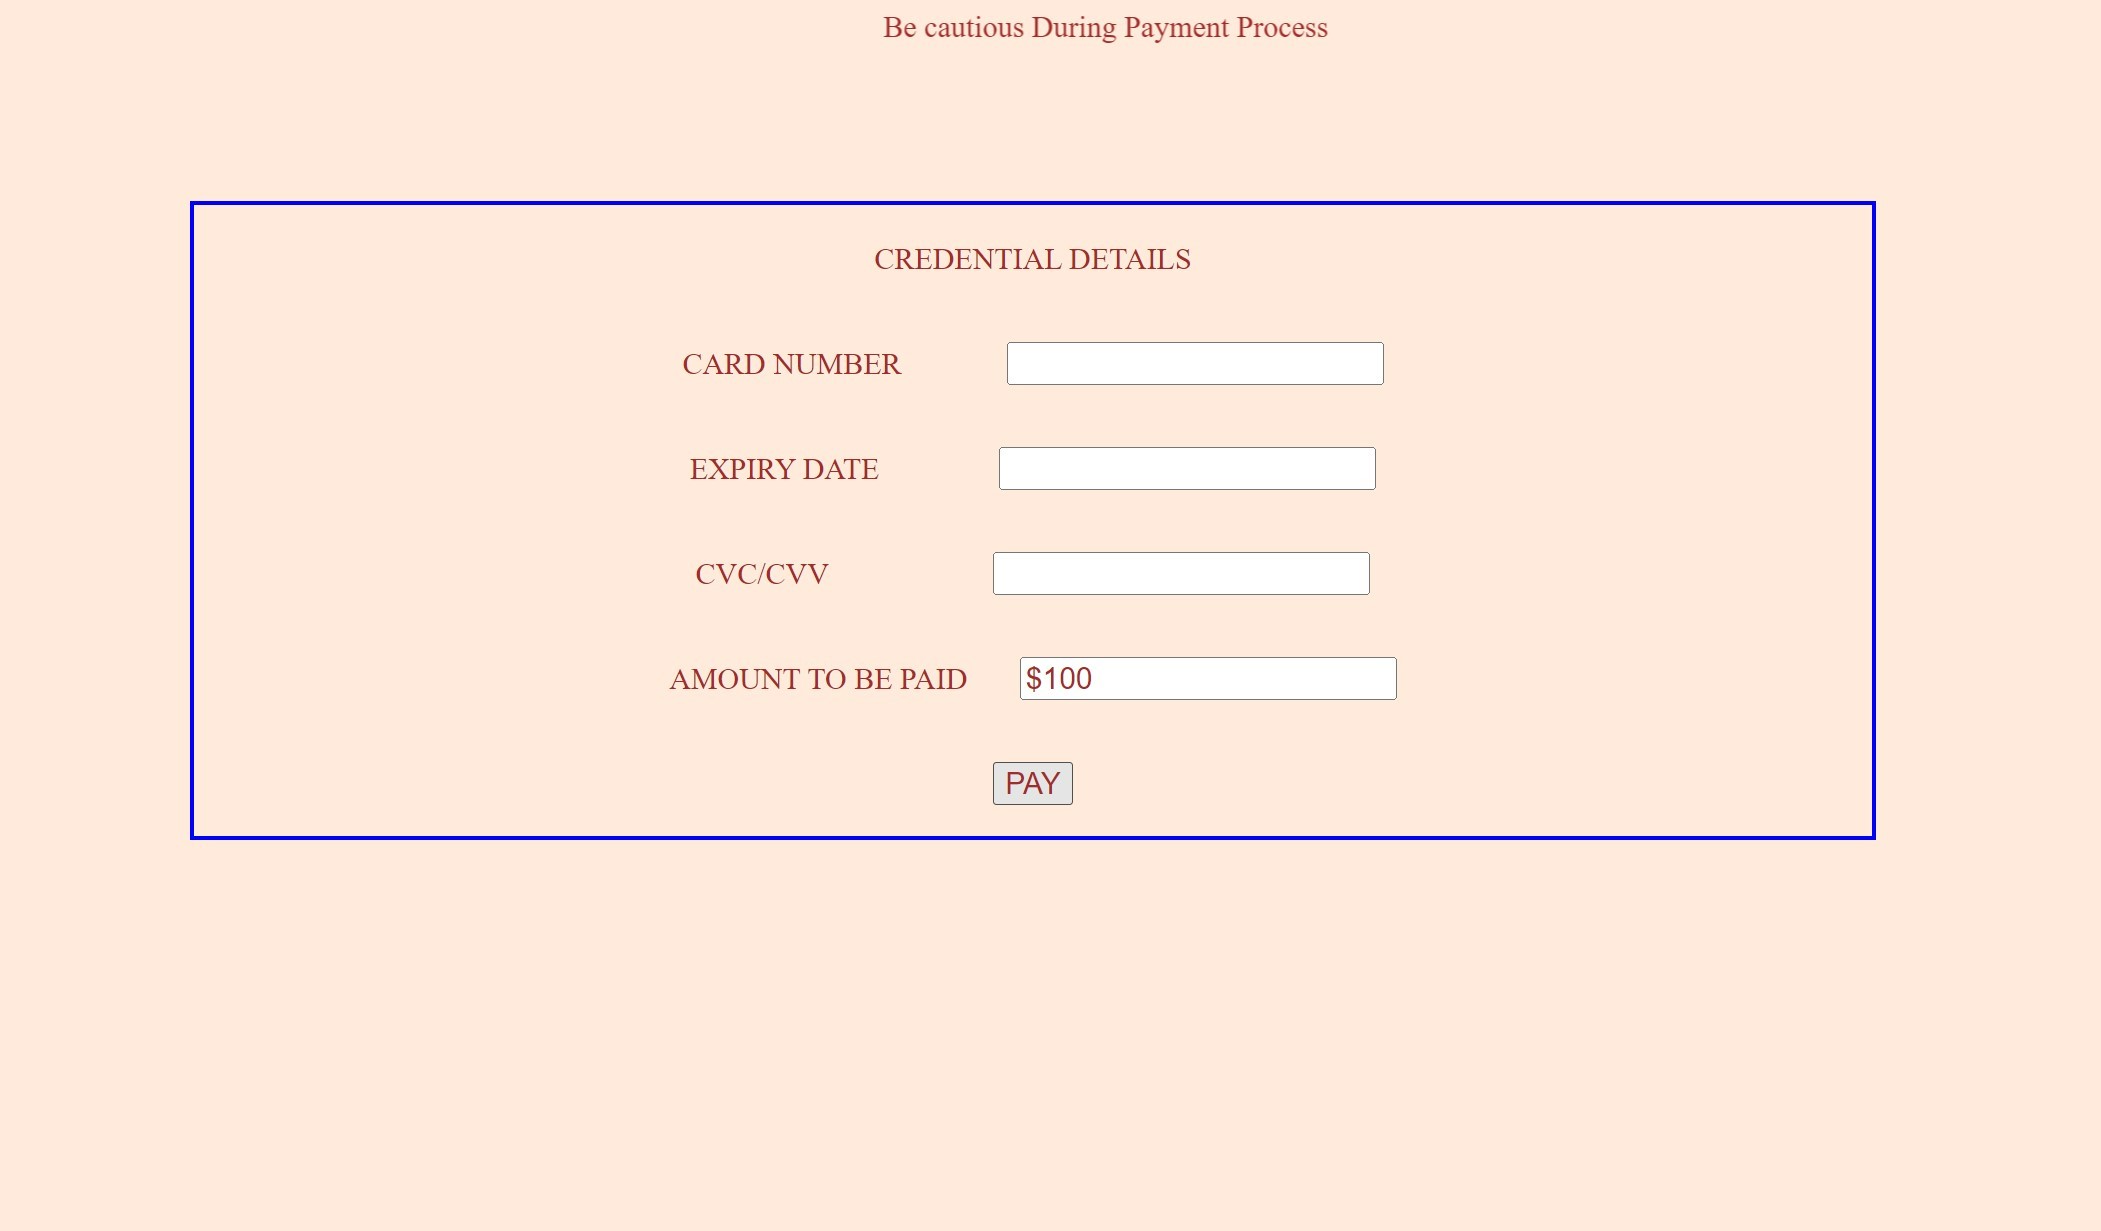 Be cautious During Payment Process
CREDENTIAL DETAILS
CARD NUMBER
EXPIRY DATE
CVC/CVV
AMOUNT TO BE PAID $100
PAY